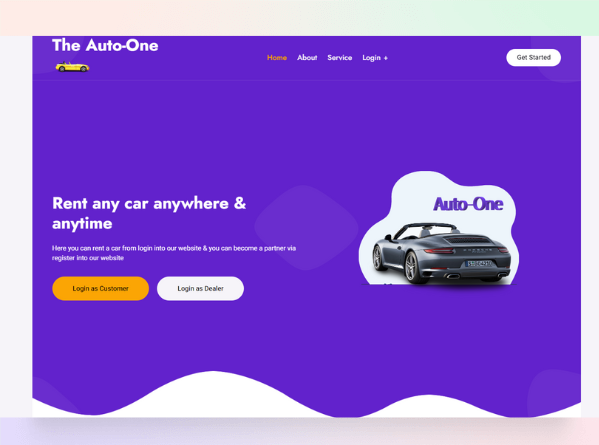 The Auto-One
Home About Service Login +
Get Started
Rent any car anywhere &
anytime
Here you can rent a car from login into our website & you can become a partner via
register into our website
Login as Customer
Login as Dealer
Auto-One